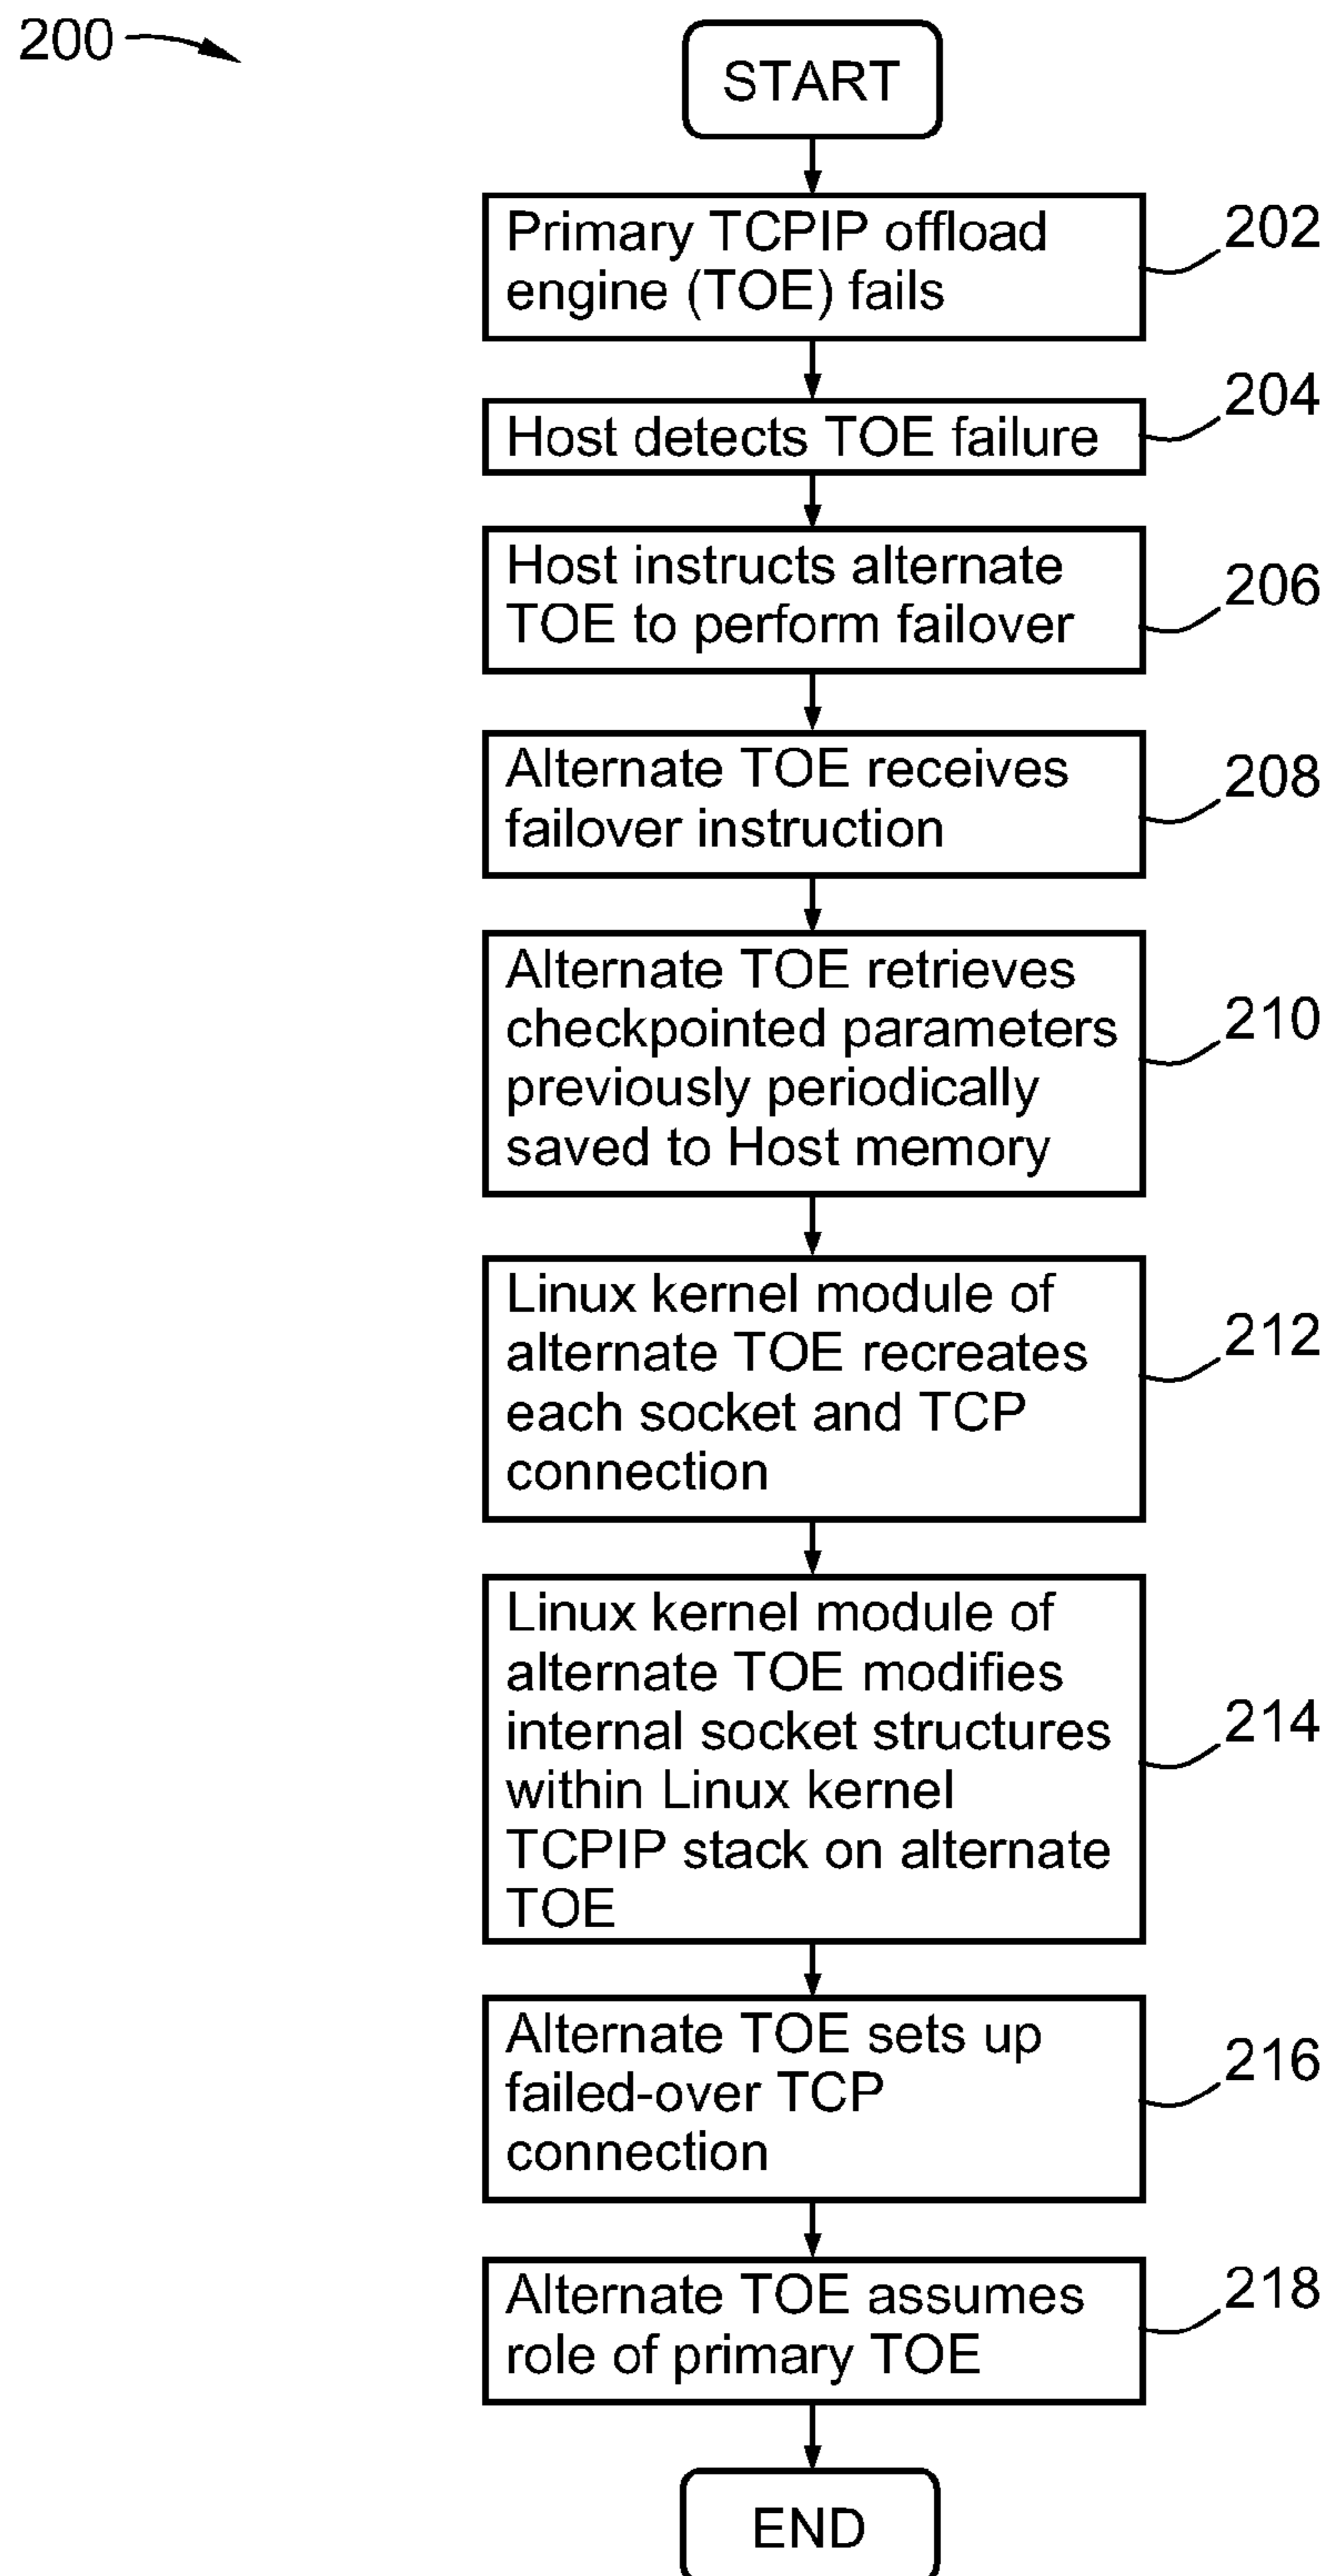 200
START
Primary TCPIP offload
engine (TOE) fails
202
Host detects TOE failure
204
Host instructs alternate
TOE to perform failover
206
Alternate TOE receives
failover instruction
208
Alternate TOE retrieves
checkpointed parameters
previously periodically
saved to Host memory
210
Linux kernel module of
alternate TOE recreates
each socket and TCP
connection
212
Linux kernel module of
alternate TOE modifies
internal socket structures
within Linux kernel
TCPIP stack on alternate
TOE
214
Alternate TOE sets up
failed-over TCP
connection
216
Alternate TOE assumes
role of primary TOE
218
END